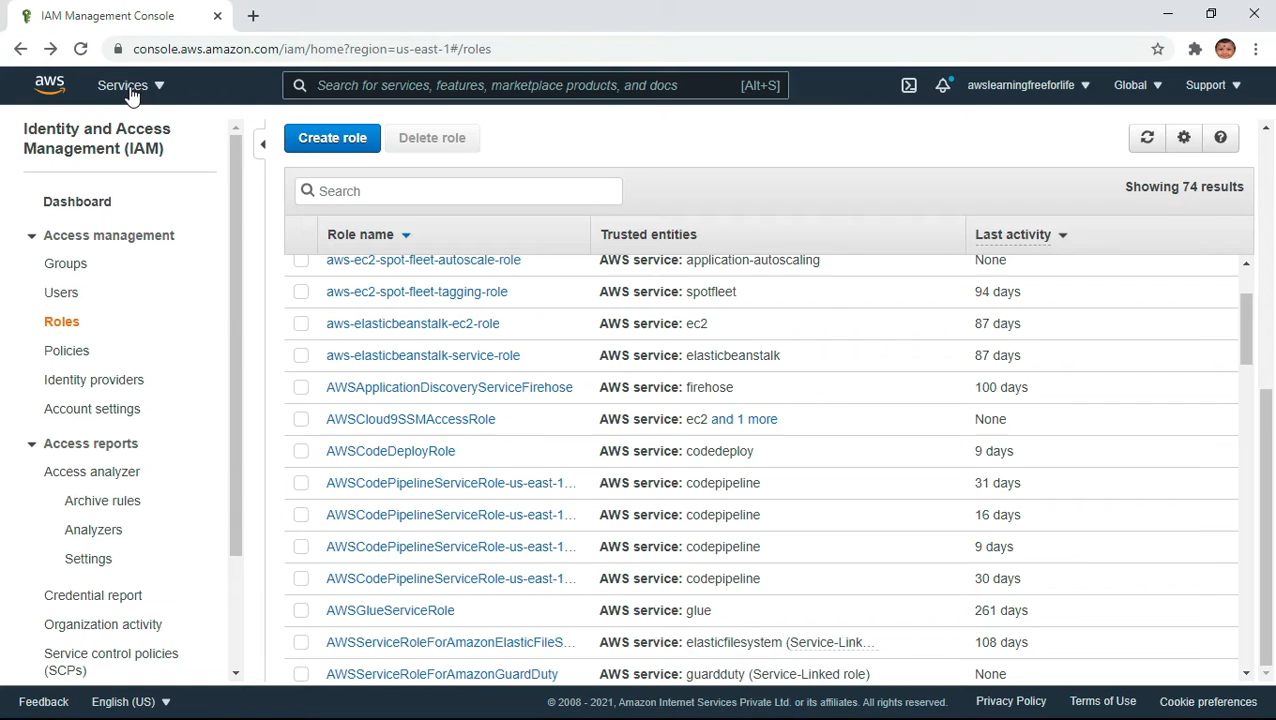 IAM Management Console
console.aws.amazon.com/iam/home?region=us-east-1#/roles
aws Services Search for services, features, marketplace products, and docs [Alt+S] awslearningfreeforlife Global Support
Identity and Access
Management (IAM)
Dashboard
Access management
Groups
Users
Roles
Policies
Identity providers
Account settings
Access reports
Access analyzer
Archive rules
Analyzers
Settings
Credential report
Organization activity
Service control policies
(SCPs)
Create role Delete role
Search Showing 74 results
Role name Trusted entities Last activity
aws-ec2-spot-fleet-autoscale-role AWS service: application-autoscaling None
aws-ec2-spot-fleet-tagging-role AWS service: spotfleet 94 days
aws-elasticbeanstalk-ec2-role AWS service: ec2 87 days
aws-elasticbeanstalk-service-role AWS service: elasticbeanstalk 87 days
AWSApplicationDiscoveryServiceFirehose AWS service: firehose 100 days
AWSCloud9SSMAccessRole AWS service: ec2 and 1 more None
AWSCodeDeployRole AWS service: codedeploy 9 days
AWSCodePipelineServiceRole-us-east-1... AWS service: codepipeline 31 days
AWSCodePipelineServiceRole-us-east-1... AWS service: codepipeline 16 days
AWSCodePipelineServiceRole-us-east-1... AWS service: codepipeline 9 days
AWSCodePipelineServiceRole-us-east-1... AWS service: codepipeline 30 days
AWSGlueServiceRole AWS service: glue 261 days
AWSServiceRoleForAmazonElasticFileS... AWS service: elasticfilesystem (Service-Link... 108 days
AWSServiceRoleForAmazonGuardDuty AWS service: guardduty (Service-Linked role) None
Feedback English (US) © 2008 - 2021, Amazon Internet Services Private Ltd. or its affiliates. All rights reserved. Privacy Policy Terms of Use Cookie preferences